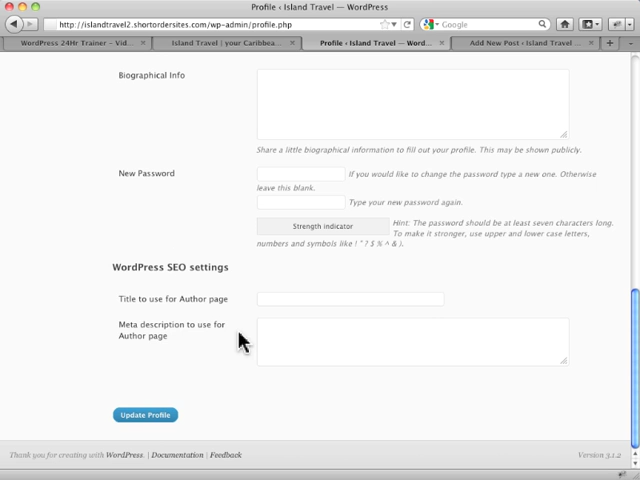 Profile ‹ Island Travel — WordPress
http://islandtravel2.shortordersites.com/wp-admin/profile.php
Google
WordPress 24Hr Trainer – Vid...
Island Travel | your Caribbea...
Profile ‹ Island Travel — Word...
Add New Post ‹ Island Travel ...
Biographical Info
Share a little biographical information to fill out your profile. This may be shown publicly.
New Password
If you would like to change the password type a new one. Otherwise
leave this blank.
Type your new password again.
Strength indicator
Hint: The password should be at least seven characters long.
To make it stronger, use upper and lower case letters,
numbers and symbols like ! " ? $ % ^ & ).
WordPress SEO settings
Title to use for Author page
Meta description to use for
Author page
Update Profile
Thank you for creating with WordPress. | Documentation | Feedback
Version 3.1.2